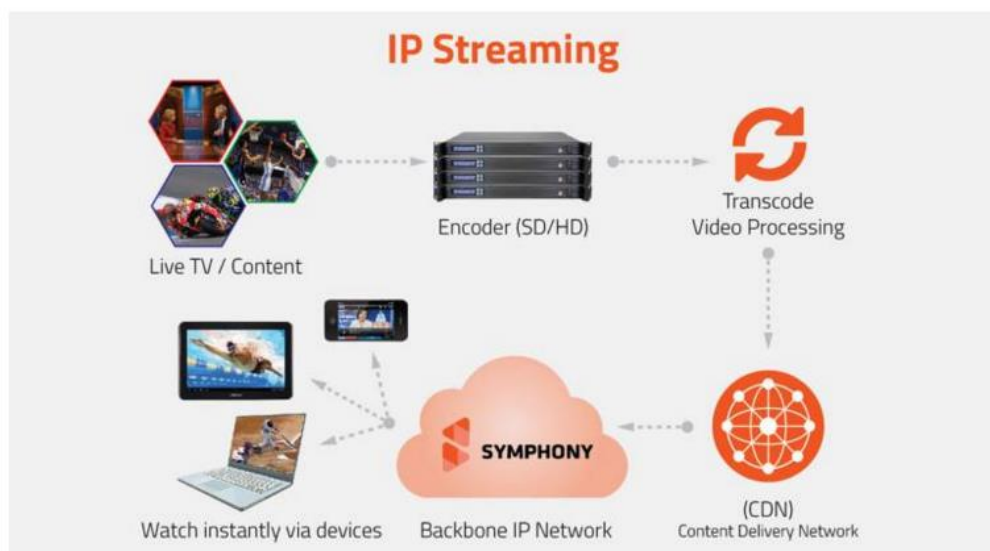 IP Streaming
Live TV / Content
Encoder (SD/HD)
Transcode
Video Processing
Watch instantly via devices
SYMPHONY
Backbone IP Network
(CDN)
Content Delivery Network